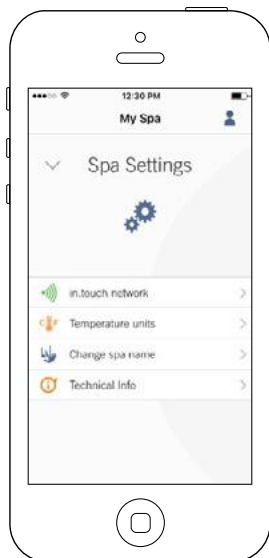 12:30 PM
My Spa
Spa Settings
in.touch network
C F Temperature units
Change spa name
Technical Info